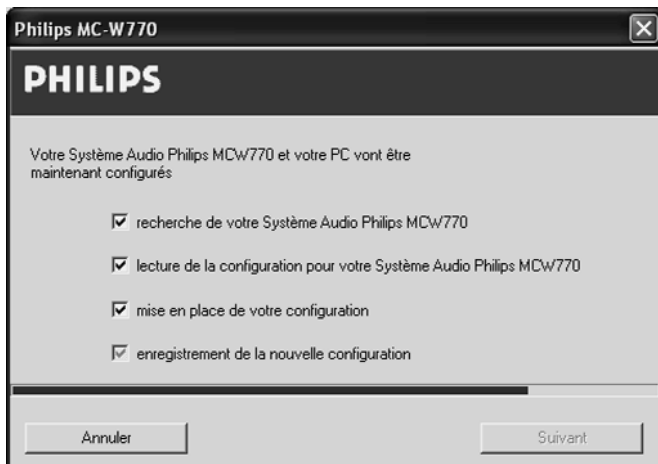 Philips MC-W770
PHILIPS
Votre Système Audio Philips MCW770 et votre PC vont être
maintenant configurés
recherche de votre Système Audio Philips MCW770
lecture de la configuration pour votre Système Audio Philips MCW770
mise en place de votre configuration
enregistrement de la nouvelle configuration
Annuler
Suivant